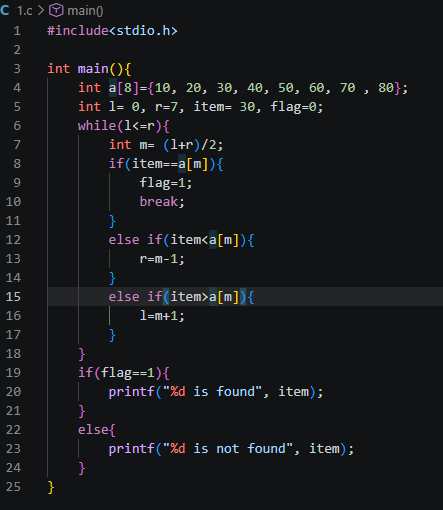 C 1.c > main()
1 #include<stdio.h>
2
3 int main(){
4     int a[8]={10, 20, 30, 40, 50, 60, 70 , 80};
5     int l= 0, r=7, item= 30, flag=0;
6     while(l<=r){
7         int m= (l+r)/2;
8         if(item==a[m]){
9             flag=1;
10             break;
11         }
12         else if(item<a[m]){
13             r=m-1;
14         }
15         else if(item>a[m]){
16             l=m+1;
17         }
18     }
19     if(flag==1){
20         printf("%d is found", item);
21     }
22     else{
23         printf("%d is not found", item);
24     }
25 }